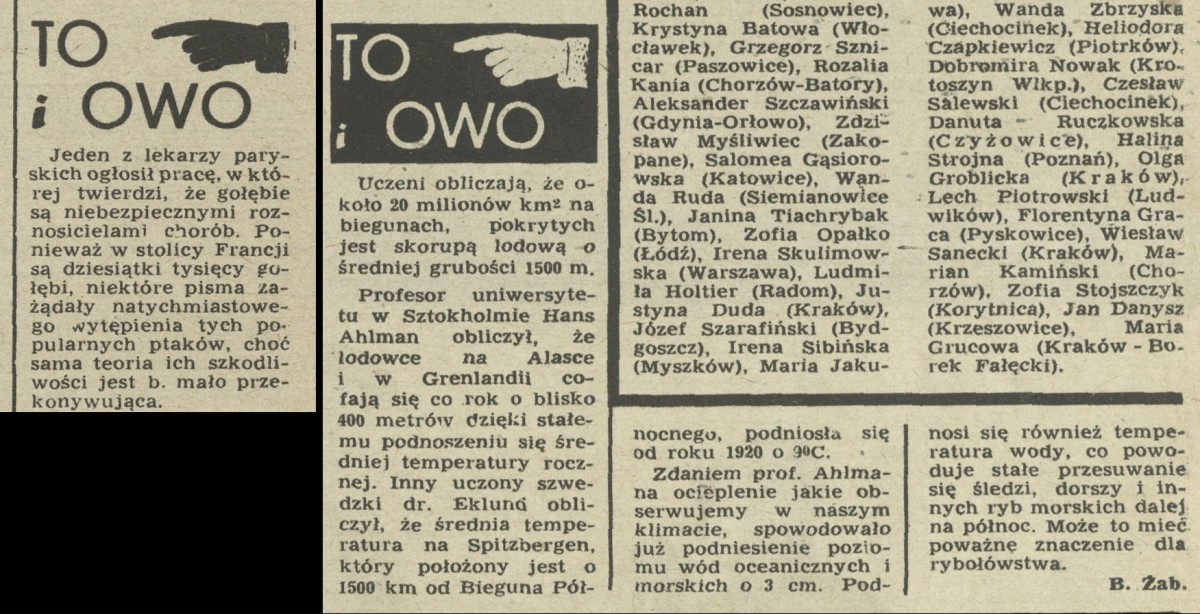 TO
i OWO
Jeden z lekarzy pary-
skich ogłosił pracę, w któ-
rej twierdzi, że gołębie
są niebezpiecznymi roz-
nosicielami chorób. Po-
nieważ w stolicy Francji
są dziesiątki tysięcy go-
łębi, niektóre pisma za-
żądały natychmiastowe-
go wytępienia tych po-
pularnych ptaków, choć
sama teoria ich szkodli-
wości jest b. mało prze-
konywująca.
TO
i OWO
Uczeni obliczają, że o-
koło 20 milionów km² na
biegunach, pokrytych
jest skorupą lodową o
średniej grubości 1500 m.
Profesor uniwersyte-
tu w Sztokholmie Hans
Ahlman obliczył, że
lodowce na Alasce
i w Grenlandii co-
fają się co rok o blisko
400 metrów dzięki stałe-
mu podnoszeniu się śre-
dniej temperatury rocz-
nej. Inny uczony szwe-
dzki dr. Eklund obli-
czył, że średnia tempe-
ratura na Spitzbergen,
który położony jest o
1500 km od Bieguna Pół-
Rochan (Sosnowiec),
Krystyna Batowa (Wło-
cławek), Grzegorz Szni-
car (Paszowice), Rozalia
Kania (Chorzów-Batory),
Aleksander Szczawiński
(Gdynia-Orłowo), Zdzi-
sław Myśliwiec (Zako-
pane), Salomea Gąsioro-
wska (Katowice), Wan-
da Ruda (Siemianowice
Śl.), Janina Tiachrybak
(Bytom), Zofia Opałko
(Łódź), Irena Skulimow-
ska (Warszawa), Ludmi-
ła Holtier (Radom), Ju-
styna Duda (Kraków),
Józef Szarafiński (Byd-
goszcz), Irena Sibińska
(Myszków), Maria Jaku-
wa), Wanda Zbrzyska
(Ciechocinek), Heliodora
Czapkiewicz (Piotrków),
Dobromira Nowak (Kro-
toszyn Wlkp.), Czesław
Salewski (Ciechocinek),
Danuta Ruczkowska
(Czyżowice), Halina
Strojna (Poznań), Olga
Groblicka (Kraków),
Lech Piotrowski (Lud-
wików), Florentyna Gra-
ca (Pyskowice), Wiesław
Sanecki (Kraków), Ma-
rian Kamiński (Cho-
rzów), Zofia Stojszczyk
(Korytnica), Jan Danysz
(Krzeszowice), Maria
Grucowa (Kraków - Bo-
rek Fałęcki).
nocnego, podniosła się
od roku 1920 o 9⁰C.
Zdaniem prof. Ahlma-
na ocieplenie jakie ob-
serwujemy w naszym
klimacie, spowodowało
już podniesienie pozio-
mu wód oceanicznych i
morskich o 3 cm. Pod-
nosi się również tempe-
ratura wody, co powo-
duje stałe przesuwanie
się śledzi, dorszy i in-
nych ryb morskich dalej
na północ. Może to mieć
poważne znaczenie dla
rybołówstwa.
B. Żab.